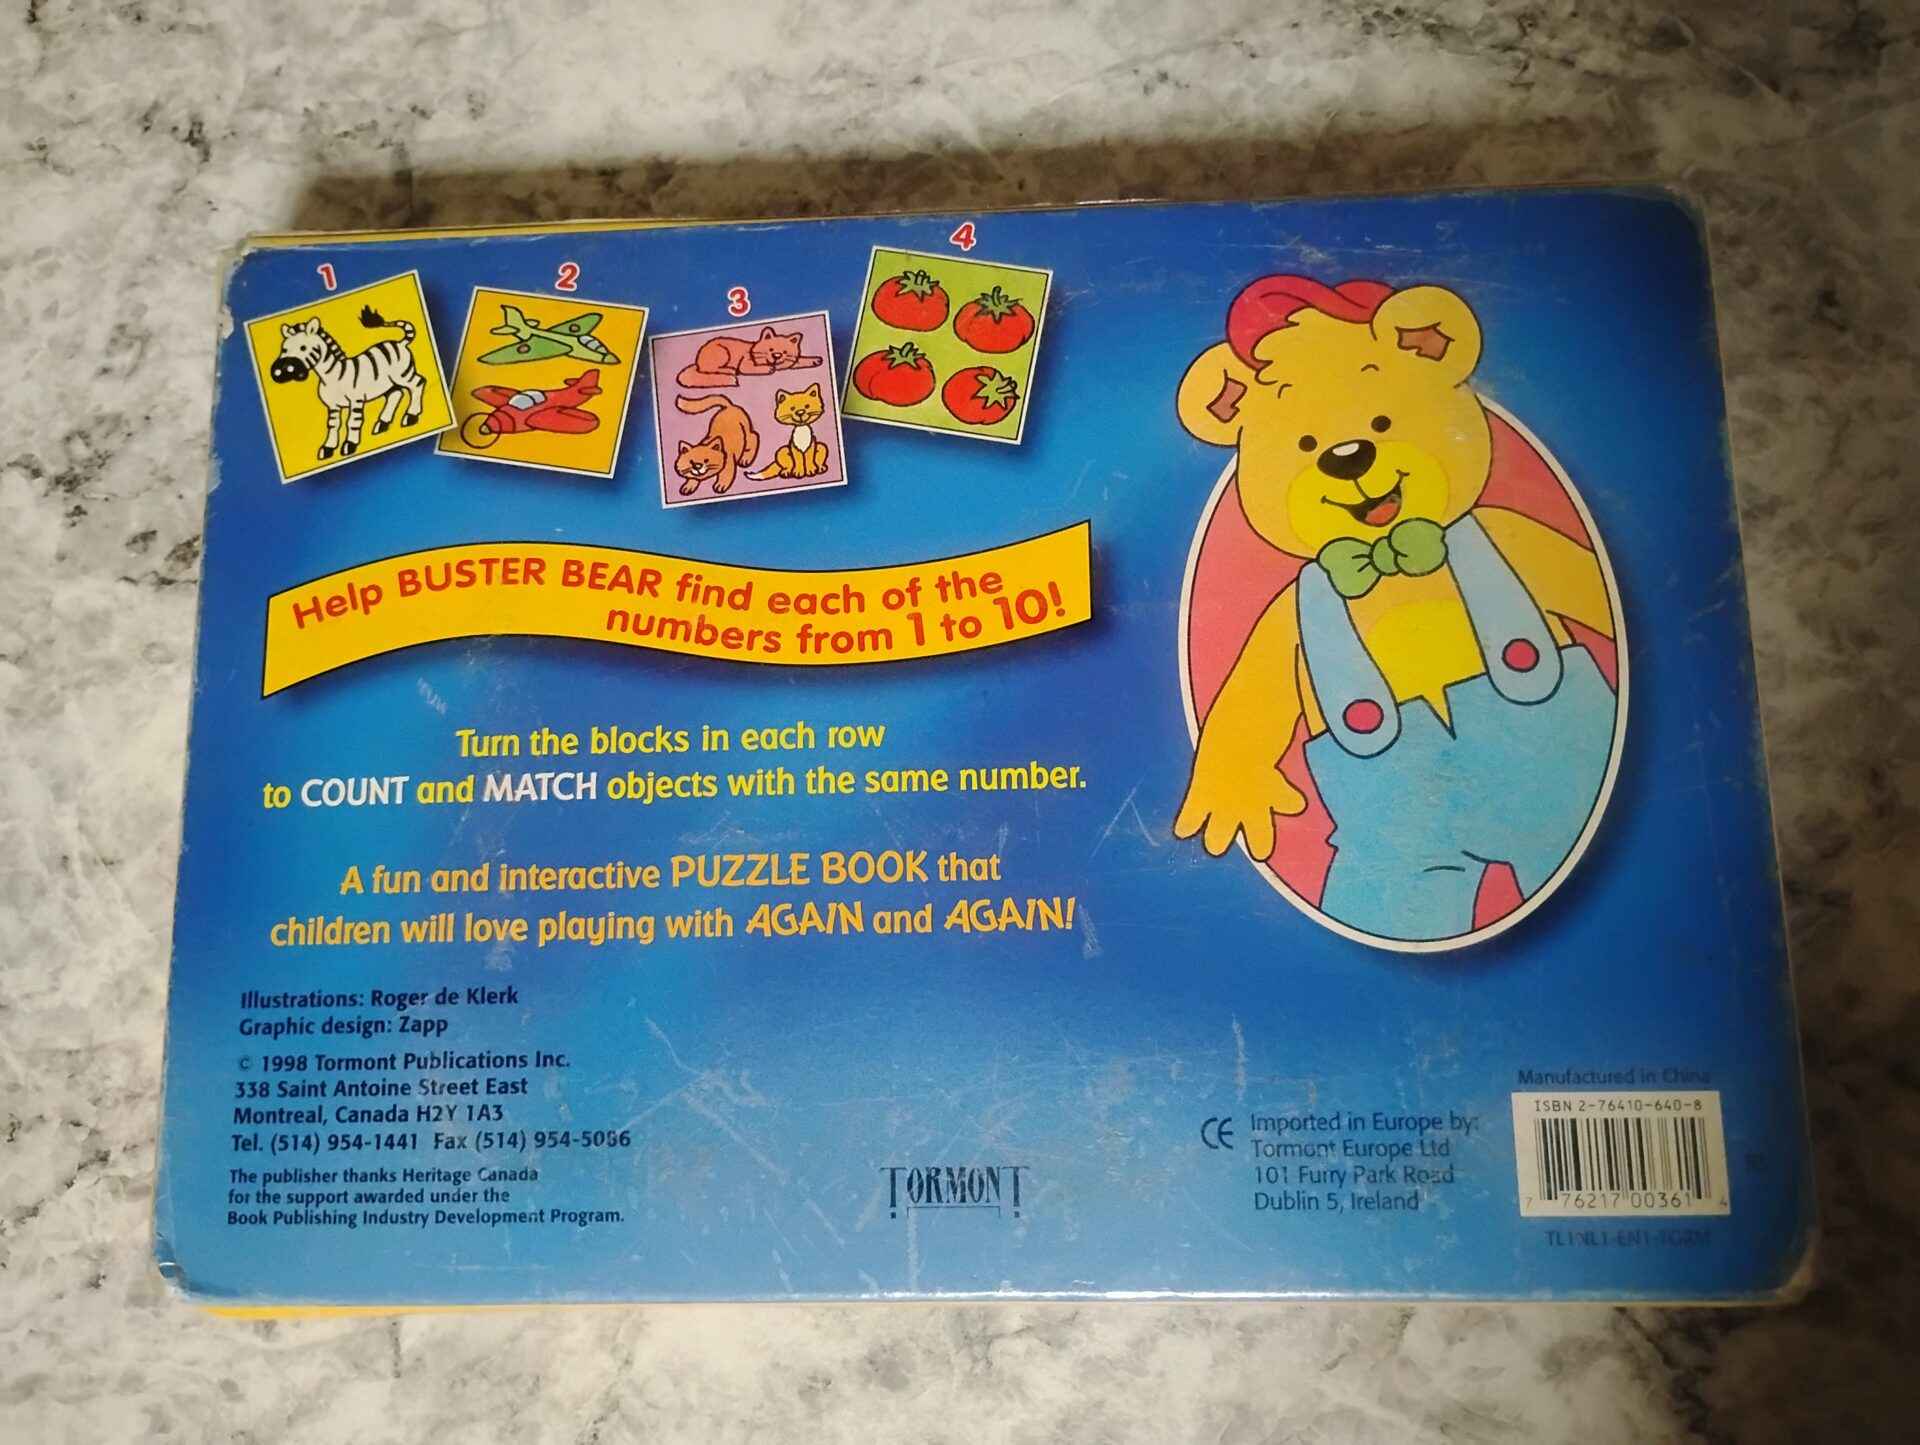 1
2
3
4
Help BUSTER BEAR find each of the
numbers from 1 to 10!
Turn the blocks in each row
to COUNT and MATCH objects with the same number.
A fun and interactive PUZZLE BOOK that
children will love playing with AGAIN and AGAIN!
Illustrations: Roger de Klerk
Graphic design: Zapp
© 1998 Tormont Publications Inc.
338 Saint Antoine Street East
Montreal, Canada H2Y 1A3
Tel. (514) 954-1441 Fax (514) 954-5086
The publisher thanks Heritage Canada
for the support awarded under the
Book Publishing Industry Development Program.
TORMONT
CE
Imported in Europe by:
Tormont Europe Ltd
101 Furry Park Road
Dublin 5, Ireland
Manufactured in China
ISBN 2-76410-640-8
7 76217 00361 4